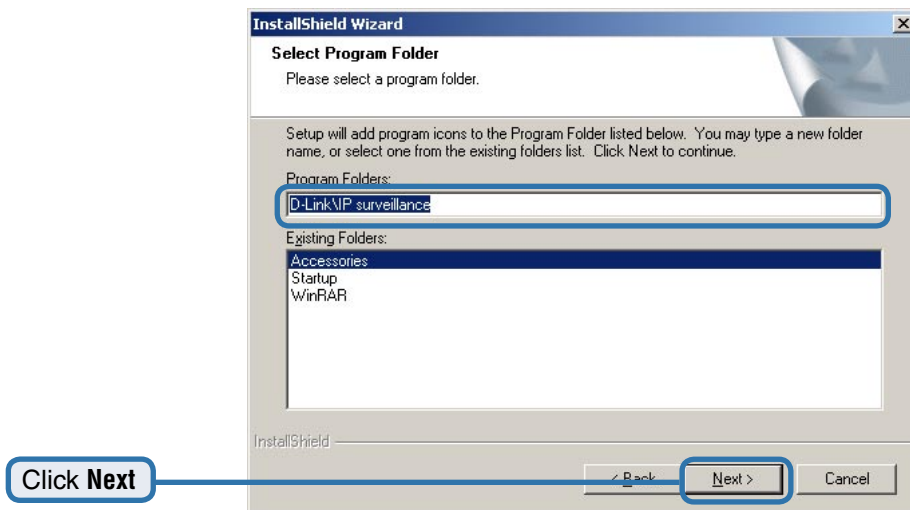 InstallShield Wizard
Select Program Folder
Please select a program folder.
Setup will add program icons to the Program Folder listed below. You may type a new folder
name, or select one from the existing folders list. Click Next to continue.
Program Folders:
D-Link\IP surveillance
Existing Folders:
Accessories
Startup
WinRAR
InstallShield
Click Next
< Back
Next >
Cancel